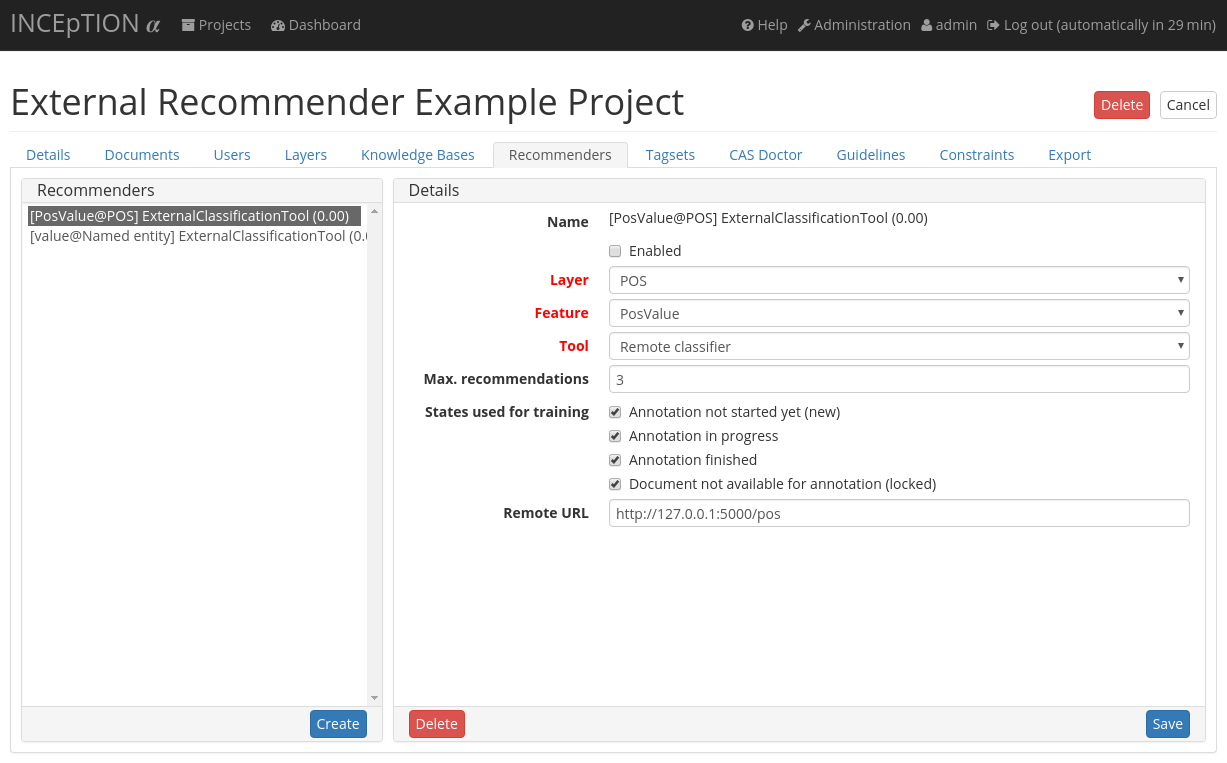 INCEpTION α Projects Dashboard Help Administration admin Log out (automatically in 29 min)
External Recommender Example Project Delete Cancel
Details Documents Users Layers Knowledge Bases Recommenders Tagsets CAS Doctor Guidelines Constraints Export
Recommenders
[PosValue@POS] ExternalClassificationTool (0.00)
[value@Named entity] ExternalClassificationTool (0.
Create
Details
Name [PosValue@POS] ExternalClassificationTool (0.00)
Enabled
Layer POS
Feature PosValue
Tool Remote classifier
Max. recommendations 3
States used for training Annotation not started yet (new)
Annotation in progress
Annotation finished
Document not available for annotation (locked)
Remote URL http://127.0.0.1:5000/pos
Delete Save